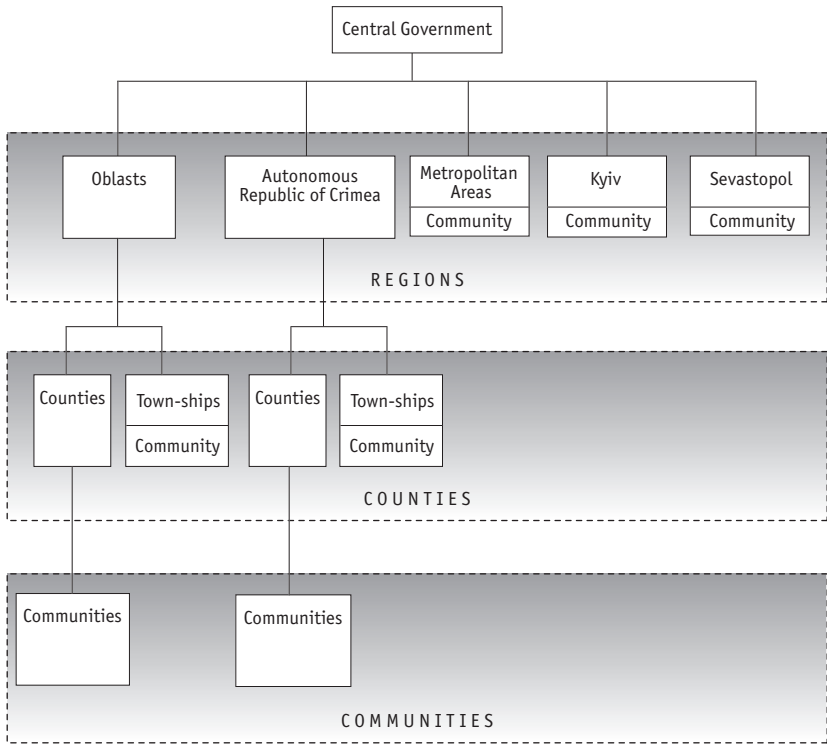 Central Government
Oblasts
Autonomous
Republic of Crimea
Metropolitan
Areas
Community
Kyiv
Community
Sevastopol
Community
REGIONS
Counties
Town-ships
Community
Counties
Town-ships
Community
COUNTIES
Communities
Communities
COMMUNITIES